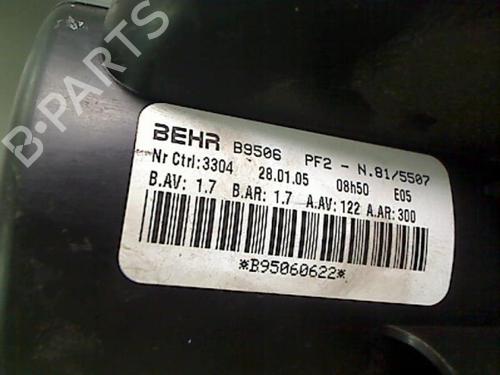 B-PARTS
BEHR B9506 PF2 - N.81/5507
Nr Ctrl:3304 28.01.05 08h50 E05
B.AV: 1.7 B.AR: 1.7 A.AV: 122 A.AR: 300
*B95060622*